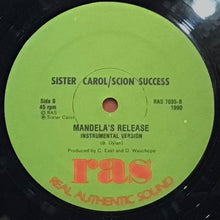 SISTER CAROL/SCION SUCCESS
Side B
45 rpm
RAS 7035-B
1990
℗ RAS
© Sister Carol
MANDELA'S RELEASE
INSTRUMENTAL VERSION
(B. Dylan)
Produced by C. East and D. Wauchope
ras
REAL AUTHENTIC SOUND